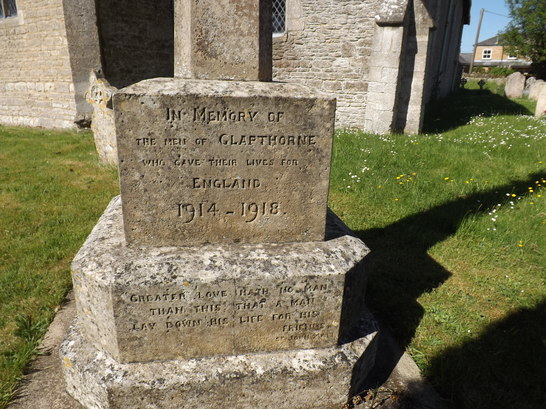 IN MEMORY OF
THE MEN OF GLAPTHORNE
WHO GAVE THEIR LIVES FOR
ENGLAND
1914 - 1918.
GREATER LOVE HATH NO MAN
THAN THIS THAT A MAN
LAY DOWN HIS LIFE FOR HIS
FRIENDS